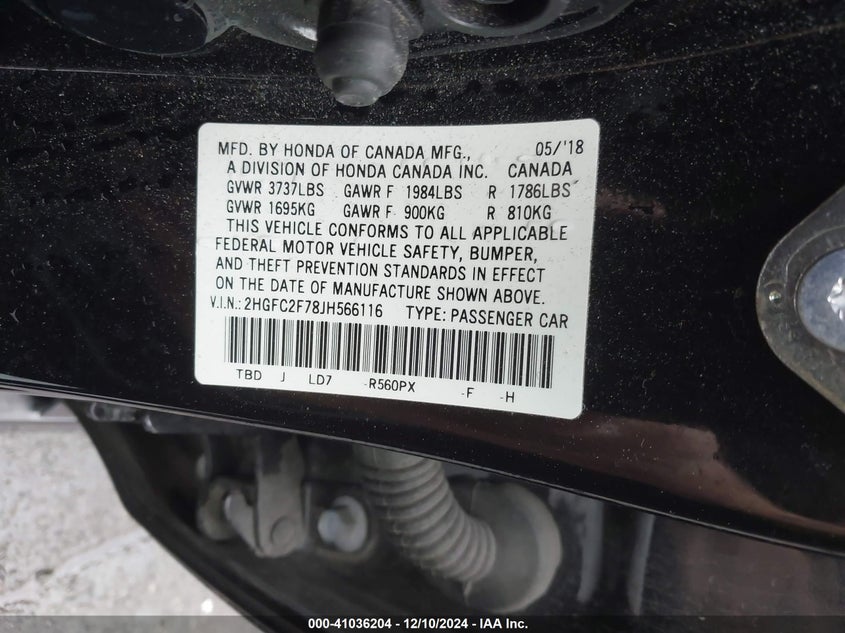 MFD. BY HONDA OF CANADA MFG., 05/'18
A DIVISION OF HONDA CANADA INC. CANADA
GVWR 3737LBS GAWR F 1984LBS R 1786LBS
GVWR 1695KG GAWR F 900KG R 810KG
THIS VEHICLE CONFORMS TO ALL APPLICABLE
FEDERAL MOTOR VEHICLE SAFETY, BUMPER,
AND THEFT PREVENTION STANDARDS IN EFFECT
ON THE DATE OF MANUFACTURE SHOWN ABOVE.
V.I.N.: 2HGFC2F78JH566116 TYPE: PASSENGER CAR
TBD J LD7 -R560PX -F -H
000-41036204 - 12/10/2024 - IAA Inc.